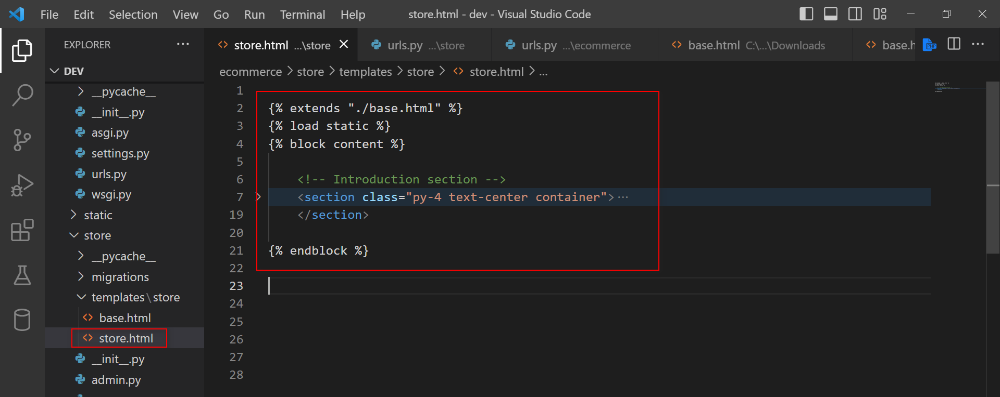 File Edit Selection View Go Run Terminal Help store.html - dev - Visual Studio Code
EXPLORER ...
store.html ...\store urls.py ...\store urls.py ...\ecommerce base.html C:\...\Downloads base.h PHP ...
DEV
ecommerce > store > templates > store > store.html > ...
__pycache__
__init__.py
asgi.py
settings.py
urls.py
wsgi.py
static
store
__pycache__
migrations
templates\store
base.html
store.html
__init__.py
admin.py
1
2 {% extends "./base.html" %}
3 {% load static %}
4 {% block content %}
5
6 <!-- Introduction section -->
7 <section class="py-4 text-center container">...
19 </section>
20
21 {% endblock %}
22
23
24
25
26
27
28